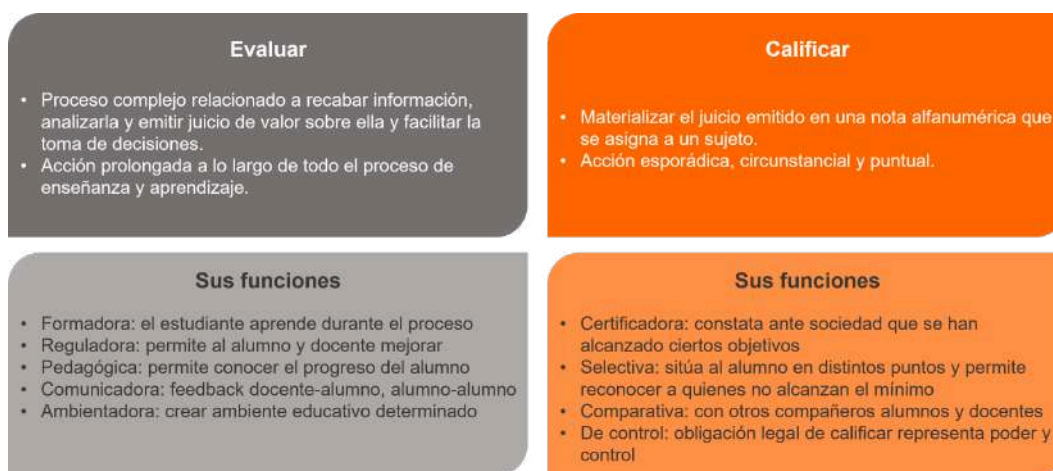 Evaluar
• Proceso complejo relacionado a recabar información,
analizarla y emitir juicio de valor sobre ella y facilitar la
toma de decisiones.
• Acción prolongada a lo largo de todo el proceso de
enseñanza y aprendizaje.
Calificar
• Materializar el juicio emitido en una nota alfanumérica que
se asigna a un sujeto.
• Acción esporádica, circunstancial y puntual.
Sus funciones
• Formadora: el estudiante aprende durante el proceso
• Reguladora: permite al alumno y docente mejorar
• Pedagógica: permite conocer el progreso del alumno
• Comunicadora: feedback docente-alumno, alumno-alumno
• Ambientadora: crear ambiente educativo determinado
Sus funciones
• Certificadora: constata ante sociedad que se han
alcanzado ciertos objetivos
• Selectiva: sitúa al alumno en distintos puntos y permite
reconocer a quienes no alcanzan el mínimo
• Comparativa: con otros compañeros alumnos y docentes
• De control: obligación legal de calificar representa poder y
control